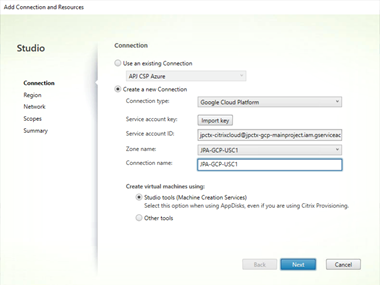 Add Connection and Resources
Studio
Connection
Region
Network
Scopes
Summary
Connection
Use an existing Connection
APJ CSP Azure
Create a new Connection
Connection type:
Google Cloud Platform
Service account key:
Import key
Service account ID:
jpctx-citrixcloud@jpctx-gcp-mainproject.iam.gserviceac
Zone name:
JPA-GCP-USC1
Connection name:
JPA-GCP-USC1
Create virtual machines using:
Studio tools (Machine Creation Services)
Select this option when using AppDisks, even if you are using Citrix Provisioning.
Other tools
Back
Next
Cancel